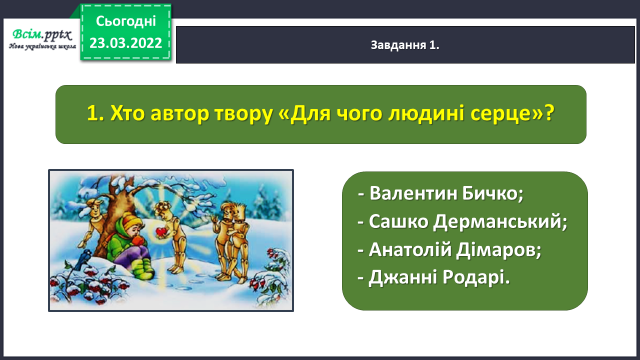 Всім.pptx
Нова українська школа
Сьогодні
23.03.2022
Завдання 1.
1. Хто автор твору «Для чого людині серце»?
- Валентин Бичко;
- Сашко Дерманський;
- Анатолій Дімаров;
- Джанні Родарі.